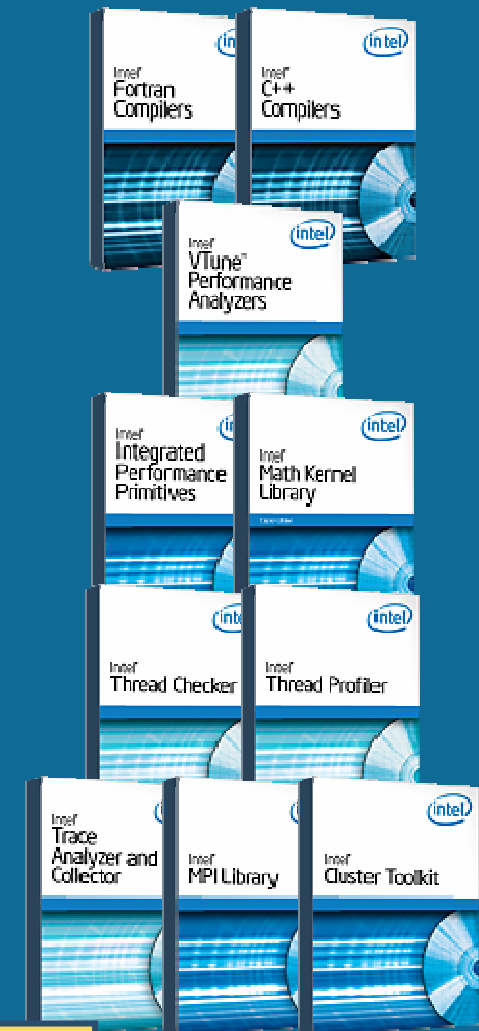 intel
Intel
Fortran
Compilers
intel
Intel
C++
Compilers
intel
Intel
VTune™
Performance
Analyzers
Intel
Integrated
Performance
Primitives
intel
Intel
Math Kernel
Library
intel
Intel
Thread Checker
intel
Intel
Thread Profiler
Intel
Trace
Analyzer and
Collector
Intel
MPI Library
intel
Intel
Cluster Toolkit